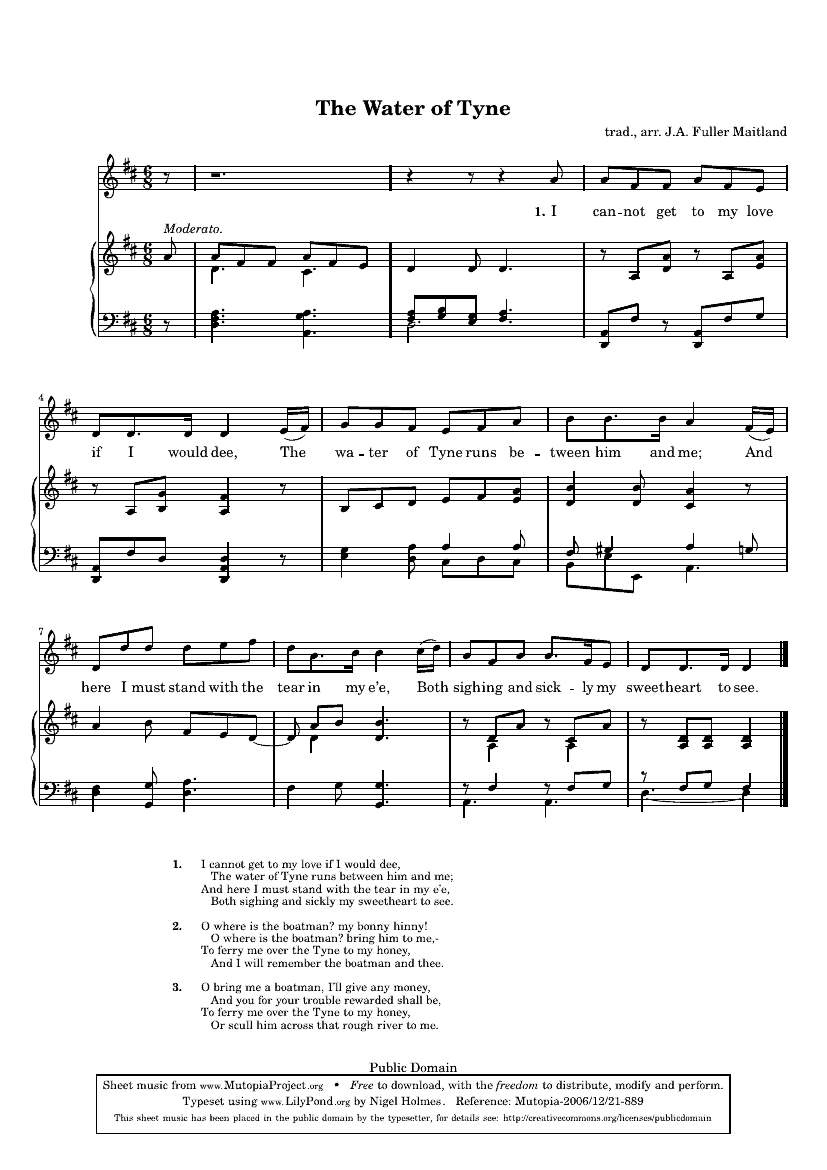 The Water of Tyne
trad., arr. J.A. Fuller Maitland
1. I can-not get to my love
Moderato.
4
if I would dee, The wa-ter of Tyne runs be-tween him and me; And
7
here I must stand with the tear in my e'e, Both sighing and sick-ly my sweetheart to see.
1. I cannot get to my love if I would dee,
The water of Tyne runs between him and me;
And here I must stand with the tear in my e'e,
Both sighing and sickly my sweetheart to see.
2. O where is the boatman? my bonny hinny!
O where is the boatman? bring him to me,-
To ferry me over the Tyne to my honey,
And I will remember the boatman and thee.
3. O bring me a boatman, I'll give any money,
And you for your trouble rewarded shall be,
To ferry me over the Tyne to my honey,
Or scull him across that rough river to me.
Public Domain
Sheet music from www.MutopiaProject.org • Free to download, with the freedom to distribute, modify and perform.
Typeset using www.LilyPond.org by Nigel Holmes. Reference: Mutopia-2006/12/21-889
This sheet music has been placed in the public domain by the typesetter, for details see: http://creativecommons.org/licenses/publicdomain